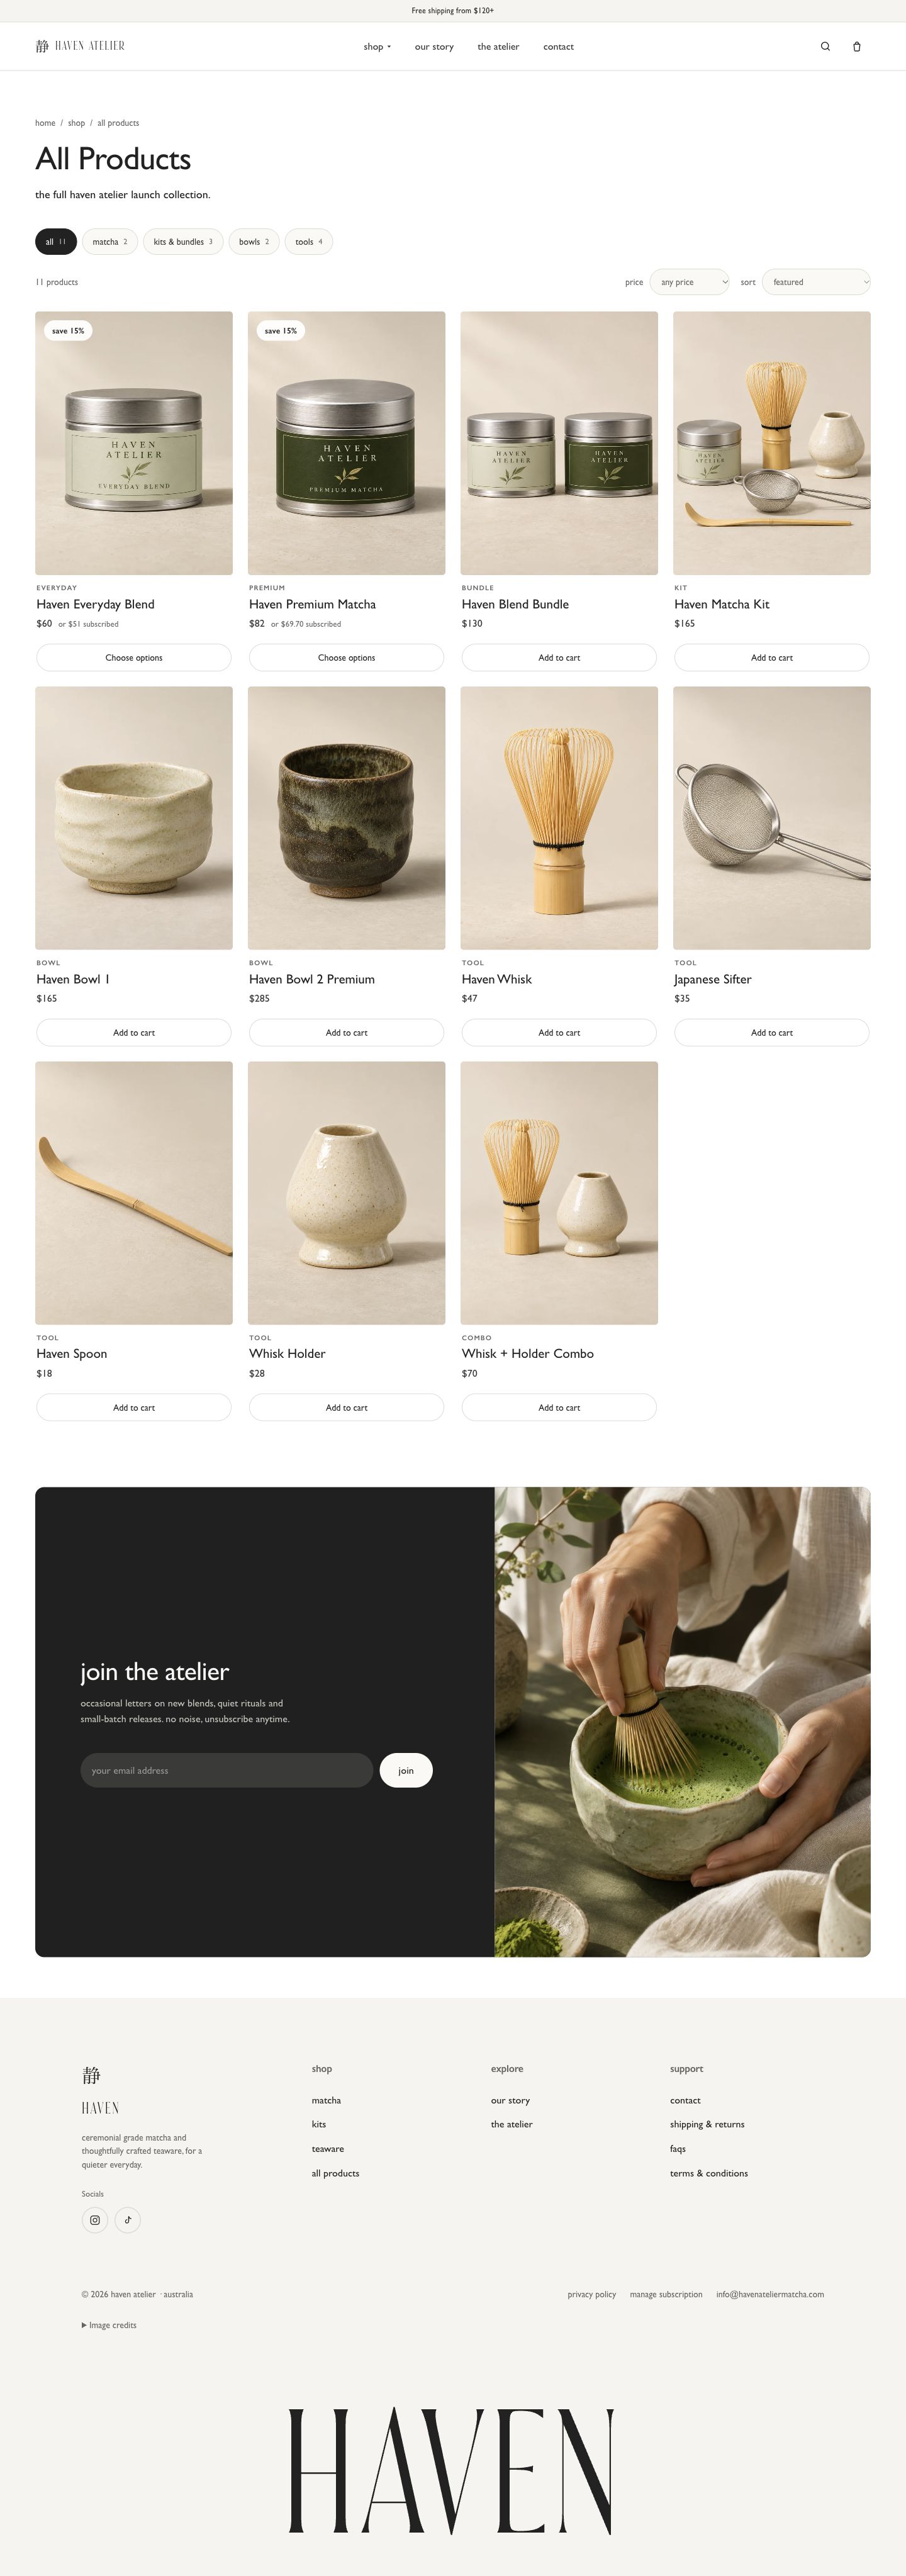 Free shipping from $120+
静 HAVEN ATELIER
shop
our story
the atelier
contact
home / shop / all products
All Products
the full haven atelier launch collection.
all 11
matcha 2
kits & bundles 3
bowls 2
tools 4
11 products
price
any price
sort
featured
save 15%
HAVEN
ATELIER
EVERYDAY BLEND
EVERYDAY
Haven Everyday Blend
$60 or $51 subscribed
Choose options
save 15%
HAVEN
ATELIER
PREMIUM MATCHA
PREMIUM
Haven Premium Matcha
$82 or $69.70 subscribed
Choose options
HAVEN
ATELIER
HAVEN
ATELIER
BUNDLE
Haven Blend Bundle
$130
Add to cart
HAVEN
ATELIER
KIT
Haven Matcha Kit
$165
Add to cart
BOWL
Haven Bowl 1
$165
Add to cart
BOWL
Haven Bowl 2 Premium
$285
Add to cart
TOOL
Haven Whisk
$47
Add to cart
TOOL
Japanese Sifter
$35
Add to cart
TOOL
Haven Spoon
$18
Add to cart
TOOL
Whisk Holder
$28
Add to cart
COMBO
Whisk + Holder Combo
$70
Add to cart
join the atelier
occasional letters on new blends, quiet rituals and
small-batch releases. no noise, unsubscribe anytime.
your email address
join
静
HAVEN
ceremonial grade matcha and
thoughtfully crafted teaware, for a
quieter everyday.
Socials
shop
matcha
kits
teaware
all products
explore
our story
the atelier
support
contact
shipping & returns
faqs
terms & conditions
© 2026 haven atelier · australia
privacy policy
manage subscription
info@havenateliermatcha.com
Image credits
HAVEN